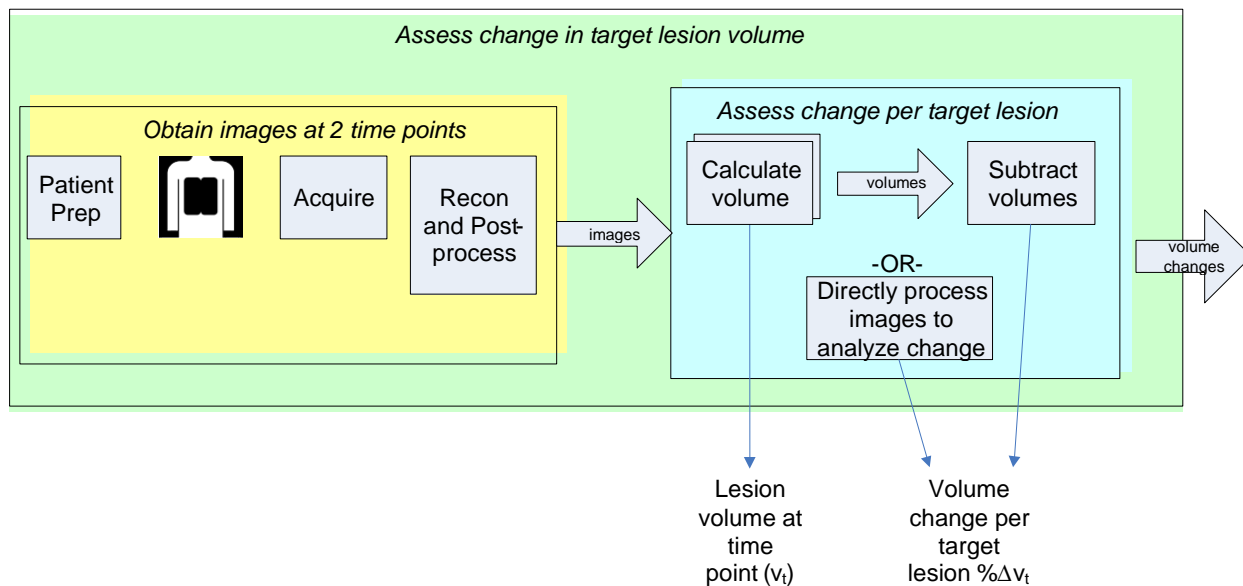 Assess change in target lesion volume
Obtain images at 2 time points
Patient
Prep
Acquire
Recon
and Post-
process
images
Assess change per target lesion
Calculate
volume
volumes
Subtract
volumes
-OR-
Directly process
images to
analyze change
volume
changes
Lesion
volume at
time
point (vₜ)
Volume
change per
target
lesion %Δvₜ